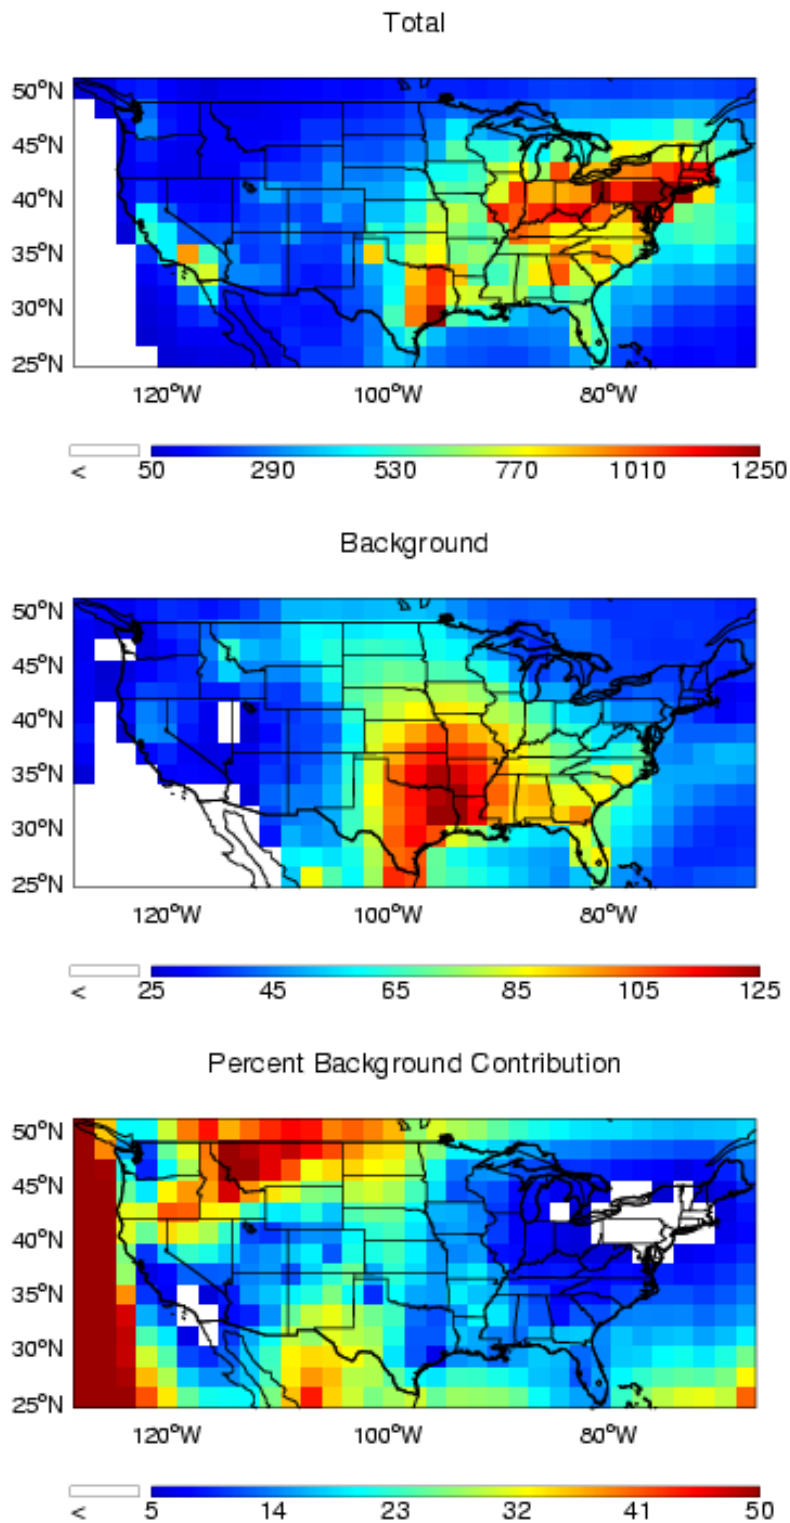 Total
50°N
45°N
40°N
35°N
30°N
25°N
120°W 100°W 80°W
< 50 290 530 770 1010 1250
Background
50°N
45°N
40°N
35°N
30°N
25°N
120°W 100°W 80°W
< 25 45 65 85 105 125
Percent Background Contribution
50°N
45°N
40°N
35°N
30°N
25°N
120°W 100°W 80°W
< 5 14 23 32 41 50